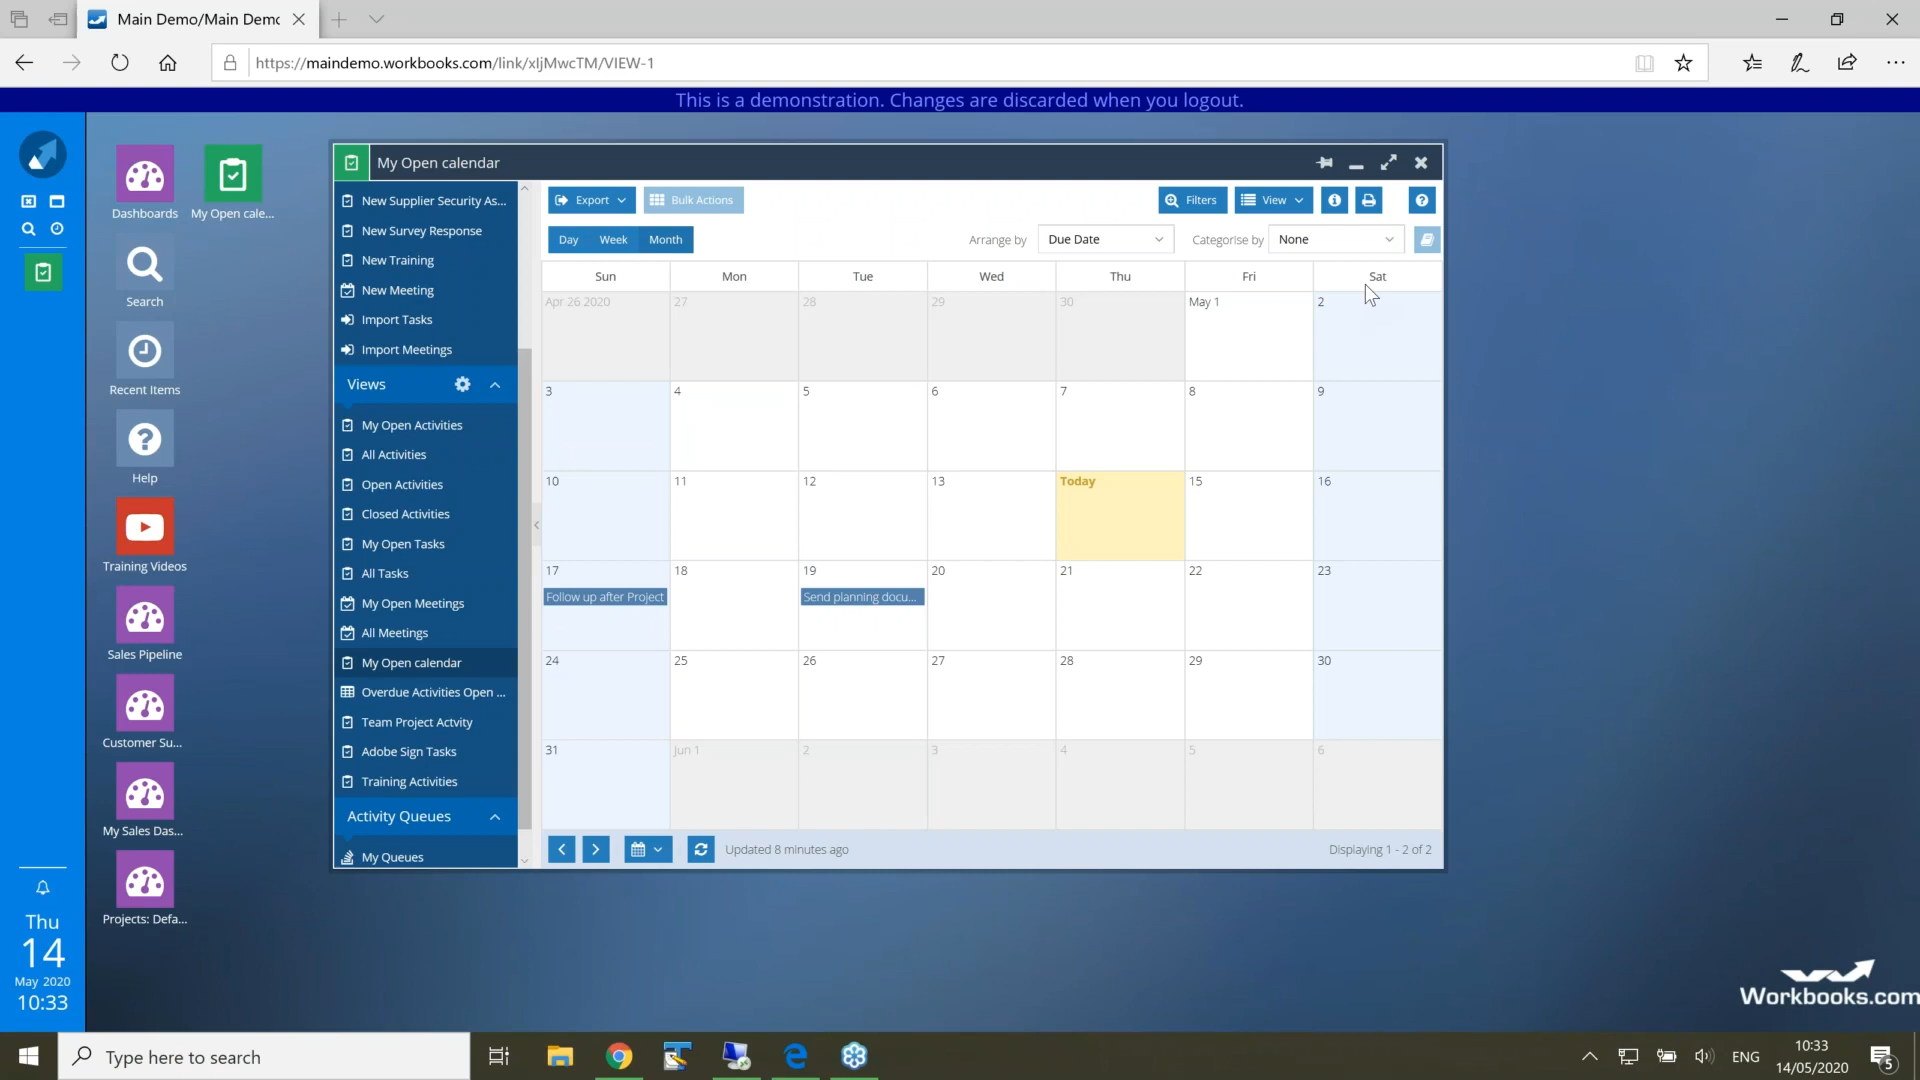 Main Demo/Main Demo
https://maindemo.workbooks.com/link/xIjMwcTM/VIEW-1
This is a demonstration. Changes are discarded when you logout.
Dashboards
My Open cale...
Search
Recent Items
Help
Training Videos
Sales Pipeline
Customer Su...
My Sales Das...
Projects: Defa...
Thu
14
May 2020
10:33
My Open calendar
New Supplier Security As...
New Survey Response
New Training
New Meeting
Import Tasks
Import Meetings
Views
My Open Activities
All Activities
Open Activities
Closed Activities
My Open Tasks
All Tasks
My Open Meetings
All Meetings
My Open calendar
Overdue Activities Open ...
Team Project Actvity
Adobe Sign Tasks
Training Activities
Activity Queues
My Queues
Export
Bulk Actions
Filters
View
Day Week Month
Arrange by Due Date
Categorise by None
Sun Mon Tue Wed Thu Fri Sat
Apr 26 2020 27 28 29 30 May 1 2
3 4 5 6 7 8 9
10 11 12 13 Today 15 16
17 18 19 20 21 22 23
Follow up after Project
Send planning docu...
24 25 26 27 28 29 30
31 Jun 1 2 3 4 5 6
Updated 8 minutes ago
Displaying 1 - 2 of 2
Workbooks.com
Type here to search
ENG
10:33
14/05/2020
5